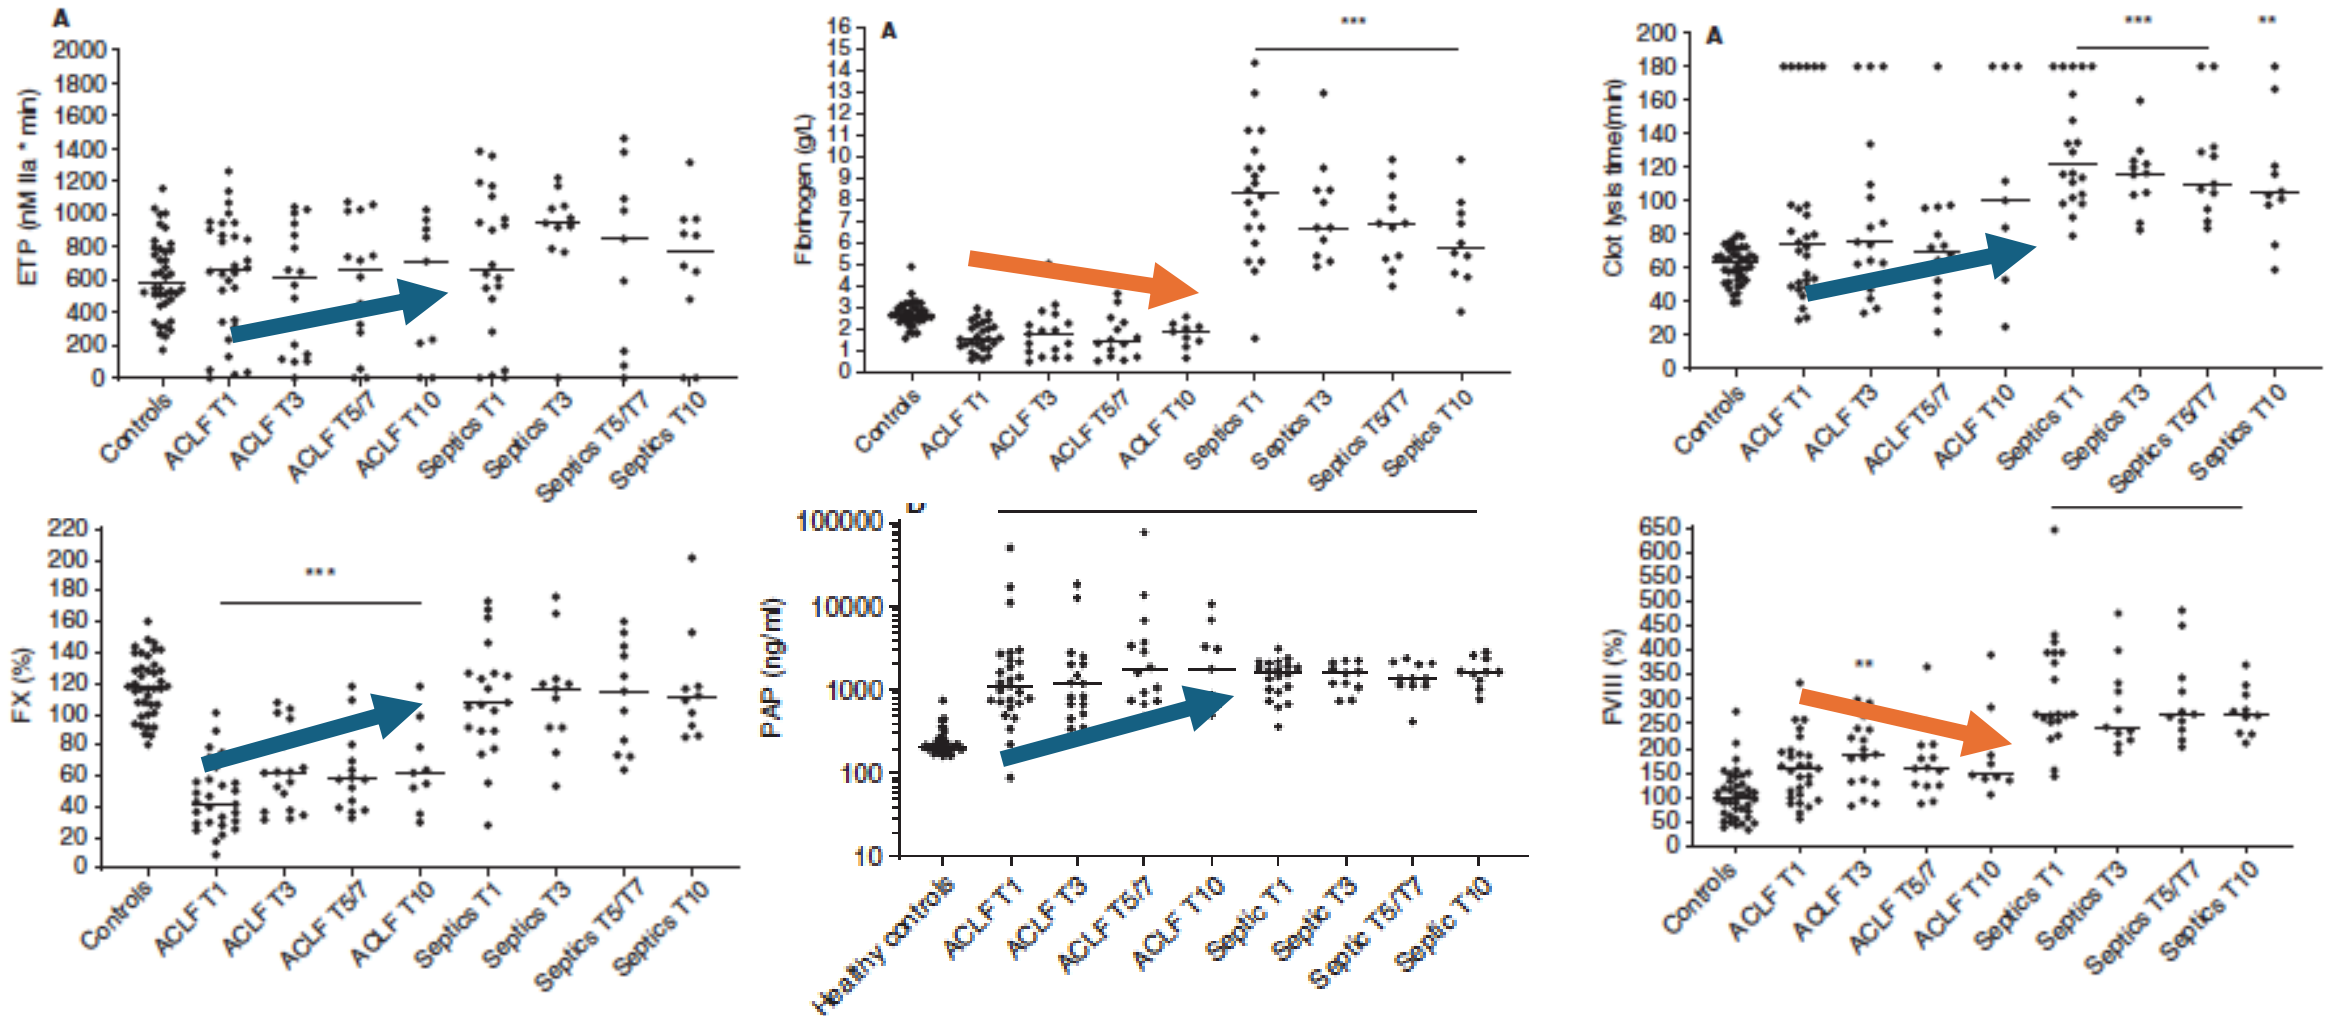 A
2000
1800
1600
1400
1200
1000
800
600
400
200
0
ETP (nM IIa * min)
Controls
ACLF T1
ACLF T3
ACLF T5/7
ACLF T10
Septics T1
Septics T3
Septics T5/T7
Septics T10
A
***
16
15
14
13
12
11
10
9
8
7
6
5
4
3
2
1
0
Fibrinogen (g/L)
Controls
ACLF T1
ACLF T3
ACLF T5/7
ACLF T10
Septics T1
Septics T3
Septics T5/T7
Septics T10
A
***
**
200
180
160
140
120
100
80
60
40
20
0
Clot lysis time(min)
Controls
ACLF T1
ACLF T3
ACLF T5/7
ACLF T10
Septics T1
Septics T3
Septics T5/T7
Septics T10
***
220
200
180
160
140
120
100
80
60
40
20
0
FX (%)
Controls
ACLF T1
ACLF T3
ACLF T5/7
ACLF T10
Septics T1
Septics T3
Septics T5/T7
Septics T10
100000
10000
1000
100
10
PAP (ng/ml)
Healthy controls
ACLF T1
ACLF T3
ACLF T5/7
ACLF T10
Septic T1
Septic T3
Septic T5/T7
Septic T10
**
650
600
550
500
450
400
350
300
250
200
150
100
50
0
FVIII (%)
Controls
ACLF T1
ACLF T3
ACLF T5/7
ACLF T10
Septics T1
Septics T3
Septics T5/T7
Septics T10